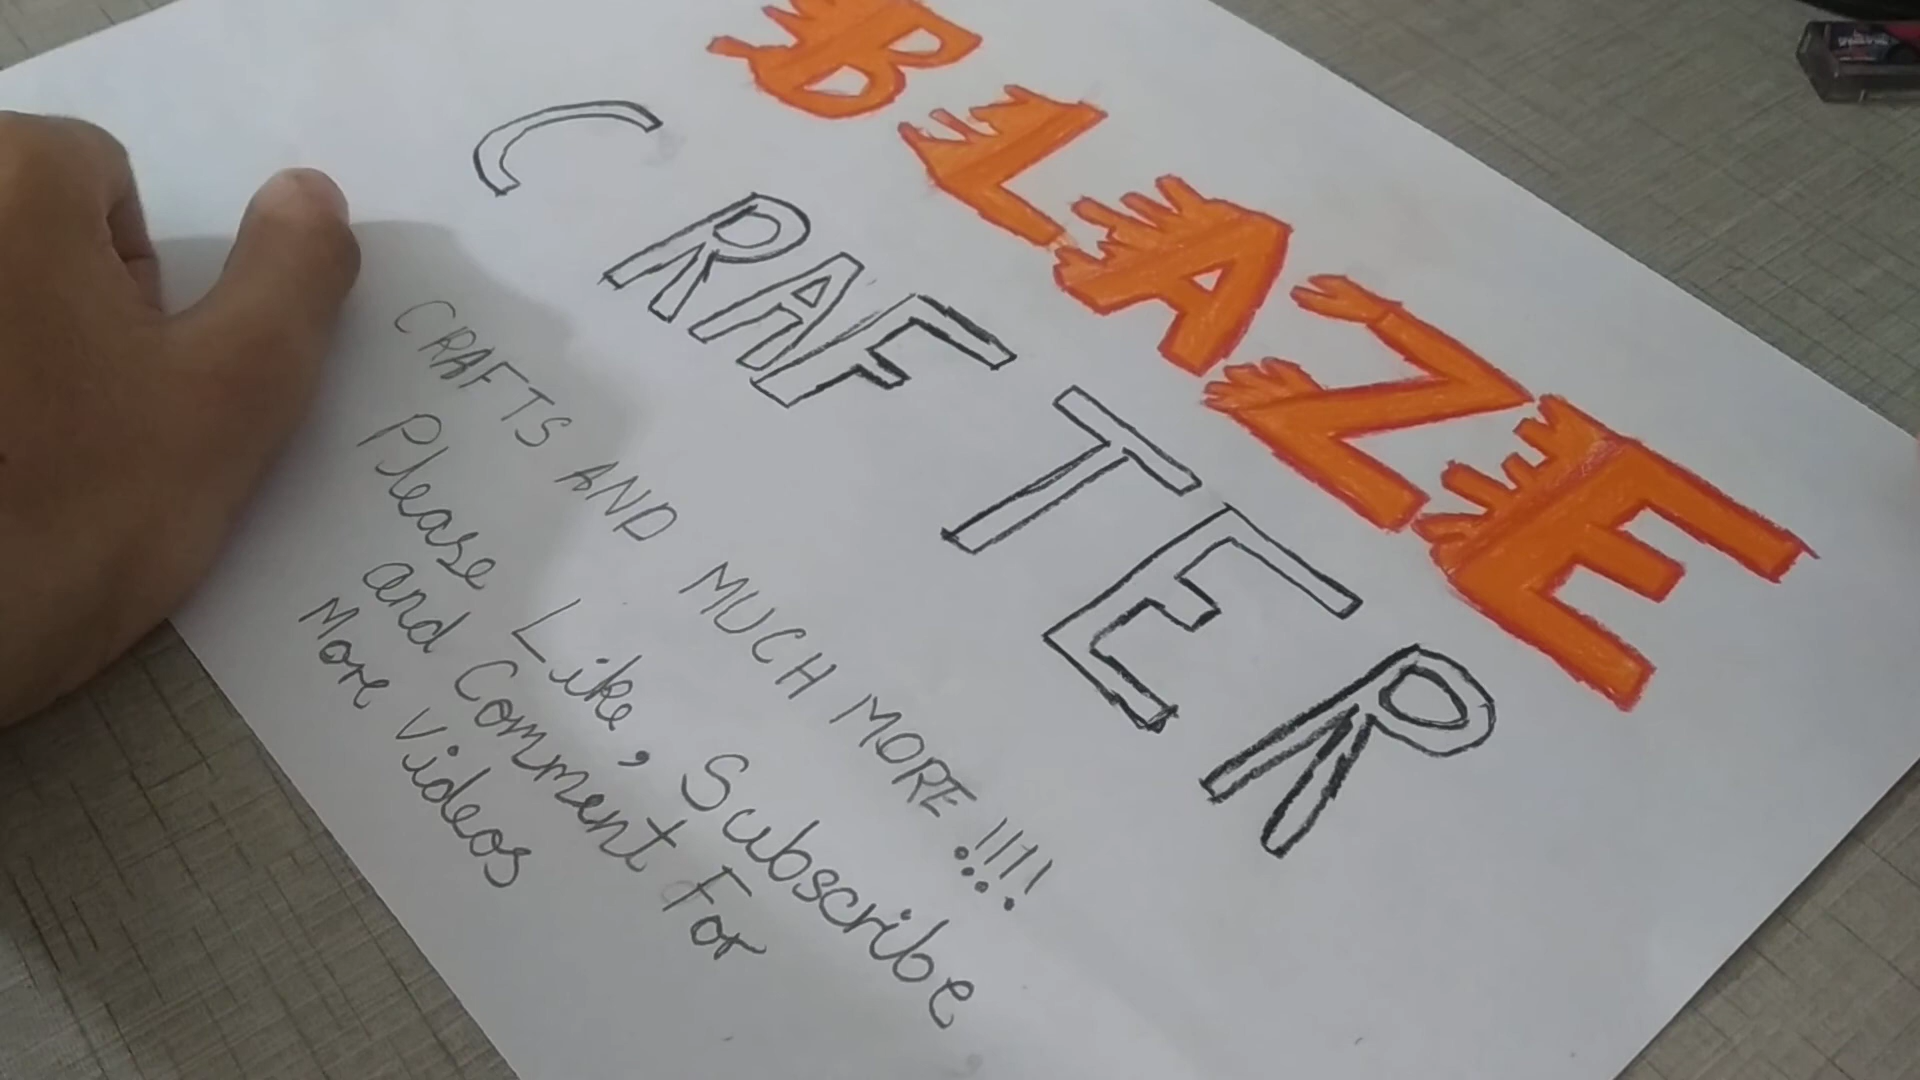 BLAZE
CRAFTER
CRAFTS AND MUCH MORE !!!!
Please Like, Subscribe
and Comment For
More videos